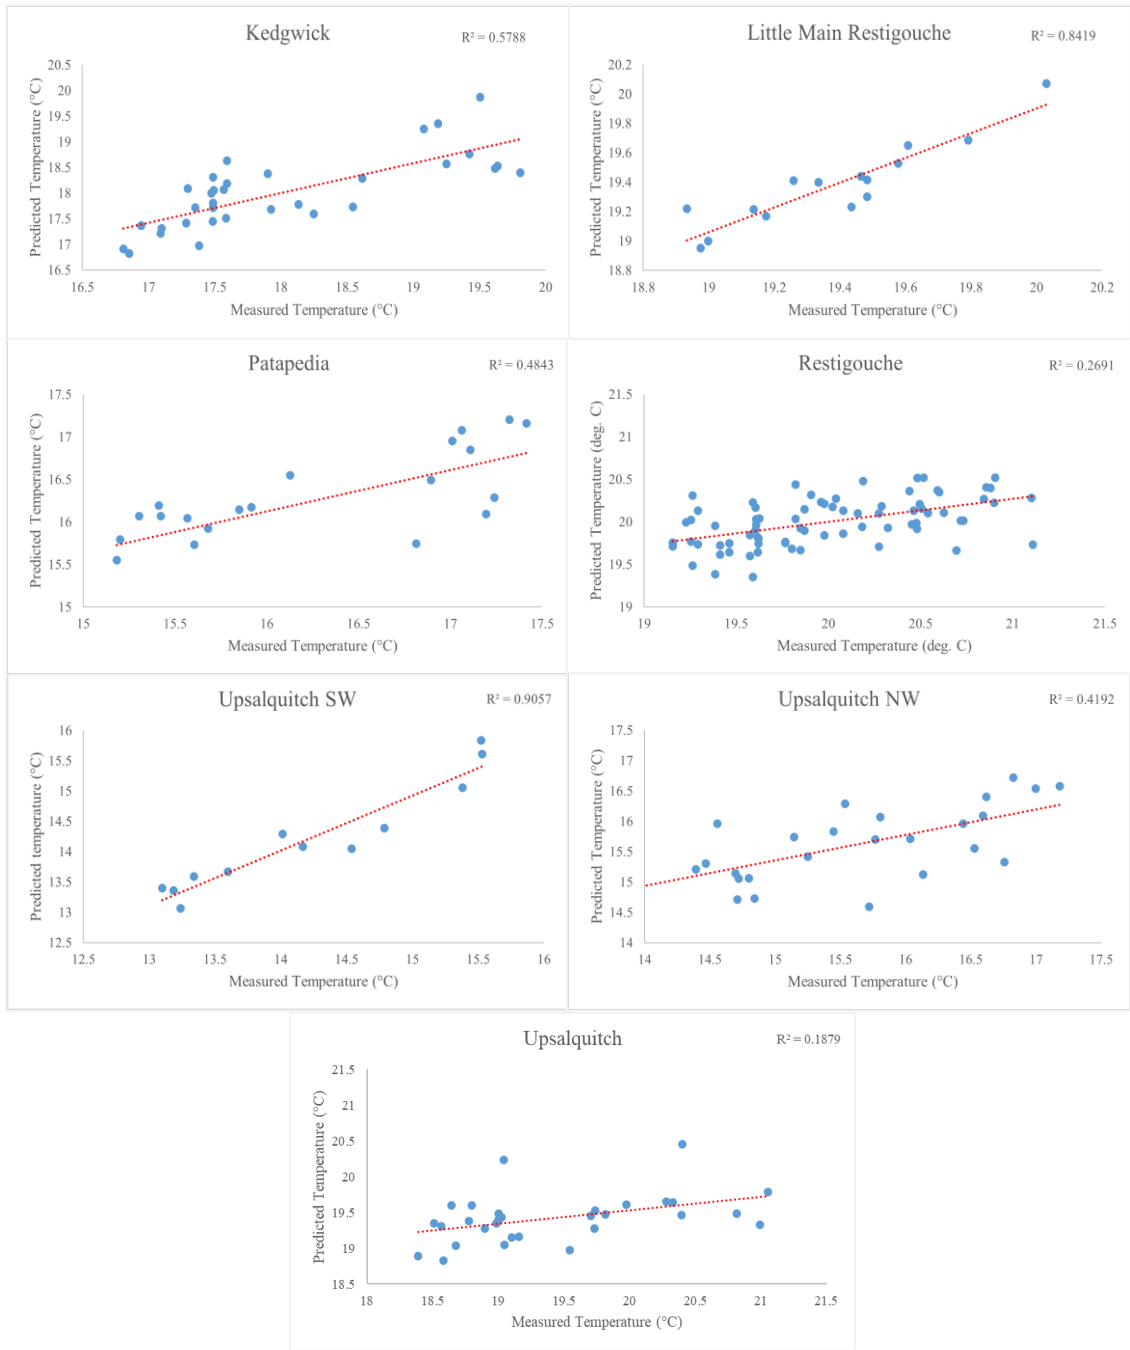 Kedgwick
R² = 0.5788
Predicted Temperature (°C)
20.5
20
19.5
19
18.5
18
17.5
17
16.5
16.5 17 17.5 18 18.5 19 19.5 20
Measured Temperature (°C)
Little Main Restigouche
R² = 0.8419
Predicted Temperature (°C)
20.2
20
19.8
19.6
19.4
19.2
19
18.8
18.8 19 19.2 19.4 19.6 19.8 20 20.2
Measured Temperature (°C)
Patapedia
R² = 0.4843
Predicted Temperature (°C)
17.5
17
16.5
16
15.5
15
15 15.5 16 16.5 17 17.5
Measured Temperature (°C)
Restigouche
R² = 0.2691
Predicted Temperature (deg. C)
21.5
21
20.5
20
19.5
19
19 19.5 20 20.5 21 21.5
Measured Temperature (deg. C)
Upsalquitch SW
R² = 0.9057
Predicted temperature (°C)
16
15.5
15
14.5
14
13.5
13
12.5
12.5 13 13.5 14 14.5 15 15.5 16
Measured Temperature (°C)
Upsalquitch NW
R² = 0.4192
Predicted Temperature (°C)
17.5
17
16.5
16
15.5
15
14.5
14
14 14.5 15 15.5 16 16.5 17 17.5
Measured Temperature (°C)
Upsalquitch
R² = 0.1879
Predicted Temperature (°C)
21.5
21
20.5
20
19.5
19
18.5
18 18.5 19 19.5 20 20.5 21 21.5
Measured Temperature (°C)